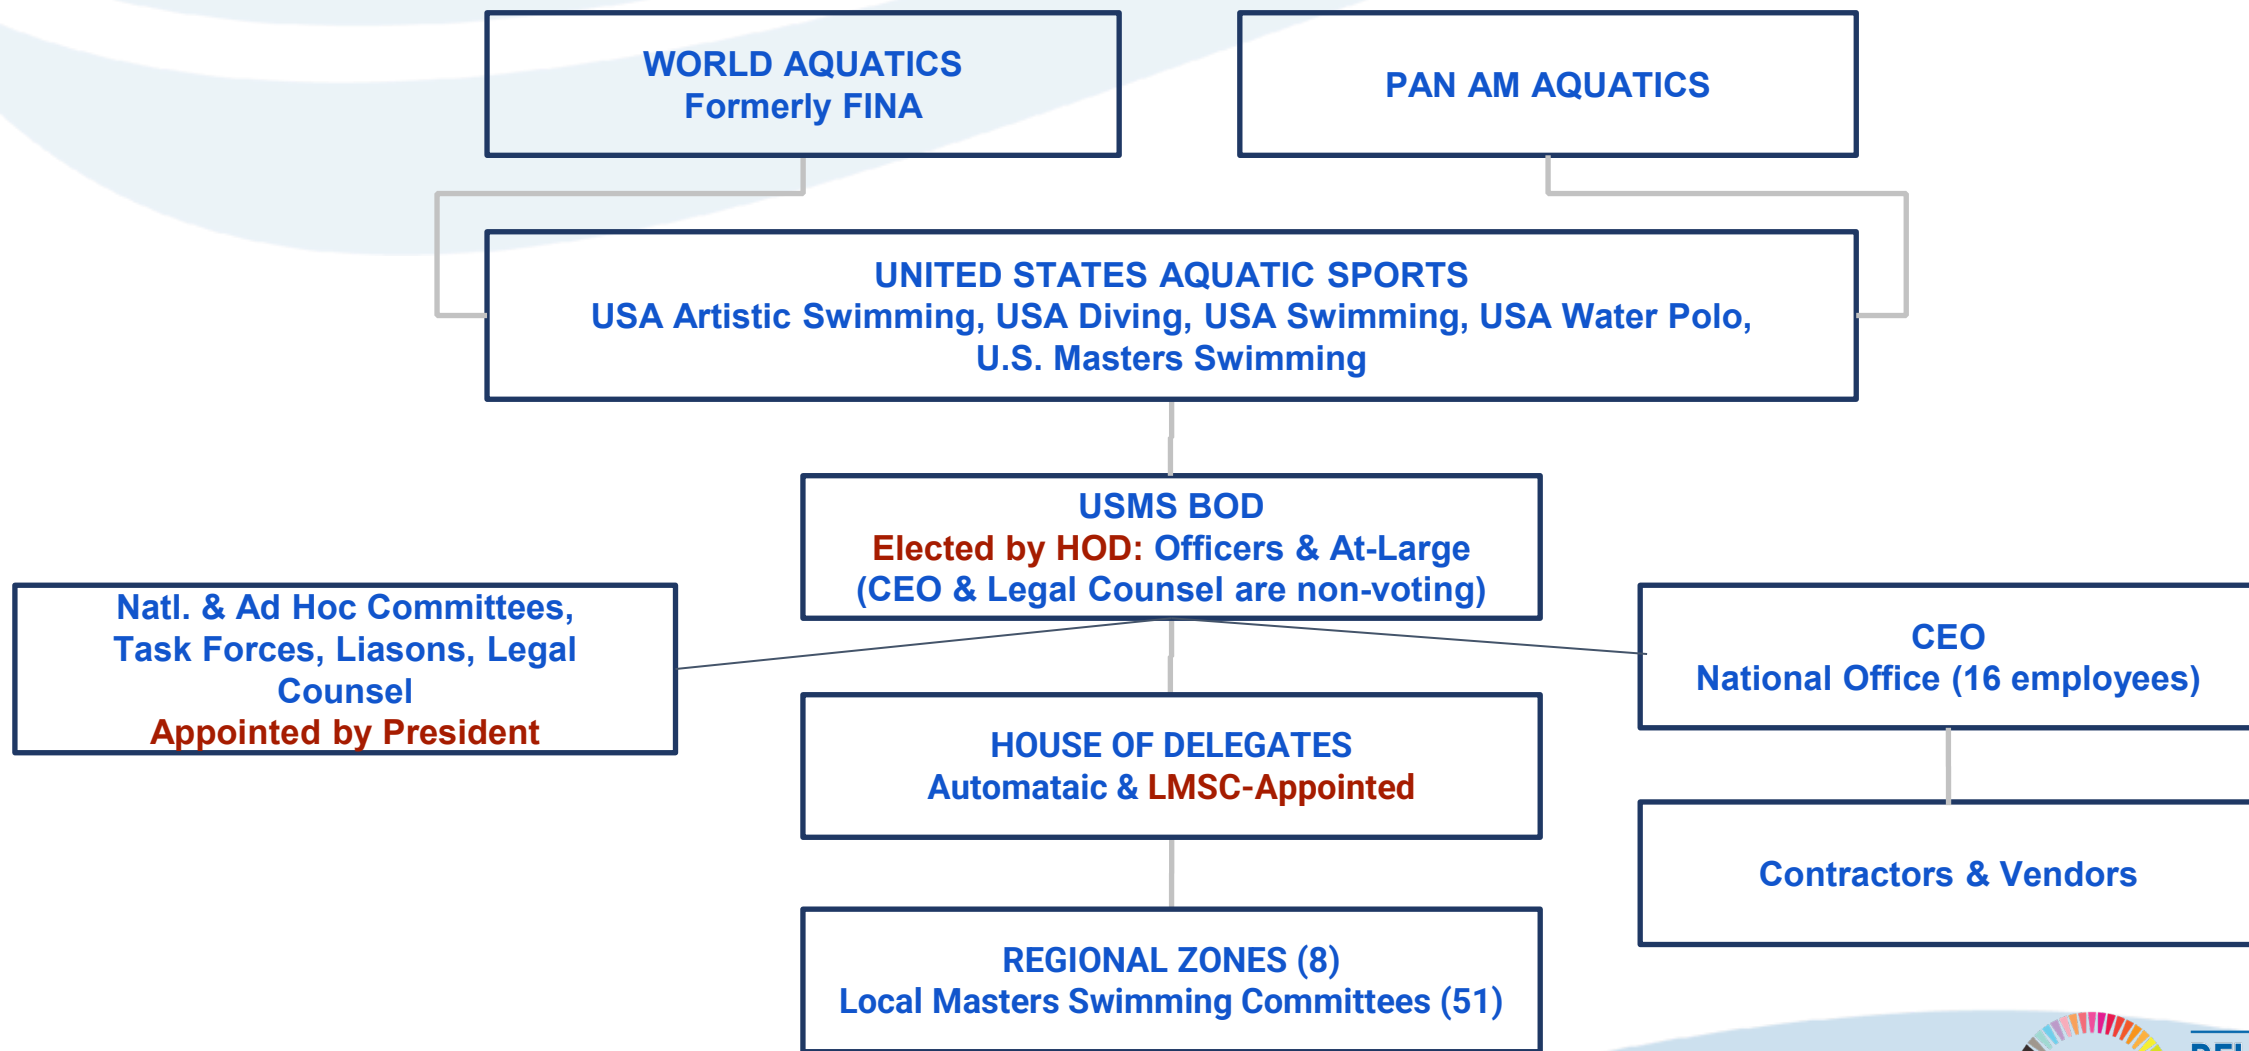 WORLD AQUATICS
Formerly FINA
PAN AM AQUATICS
UNITED STATES AQUATIC SPORTS
USA Artistic Swimming, USA Diving, USA Swimming, USA Water Polo,
U.S. Masters Swimming
USMS BOD
Elected by HOD: Officers & At-Large
(CEO & Legal Counsel are non-voting)
Natl. & Ad Hoc Committees,
Task Forces, Liasons, Legal
Counsel
Appointed by President
CEO
National Office (16 employees)
HOUSE OF DELEGATES
Automataic & LMSC-Appointed
Contractors & Vendors
REGIONAL ZONES (8)
Local Masters Swimming Committees (51)